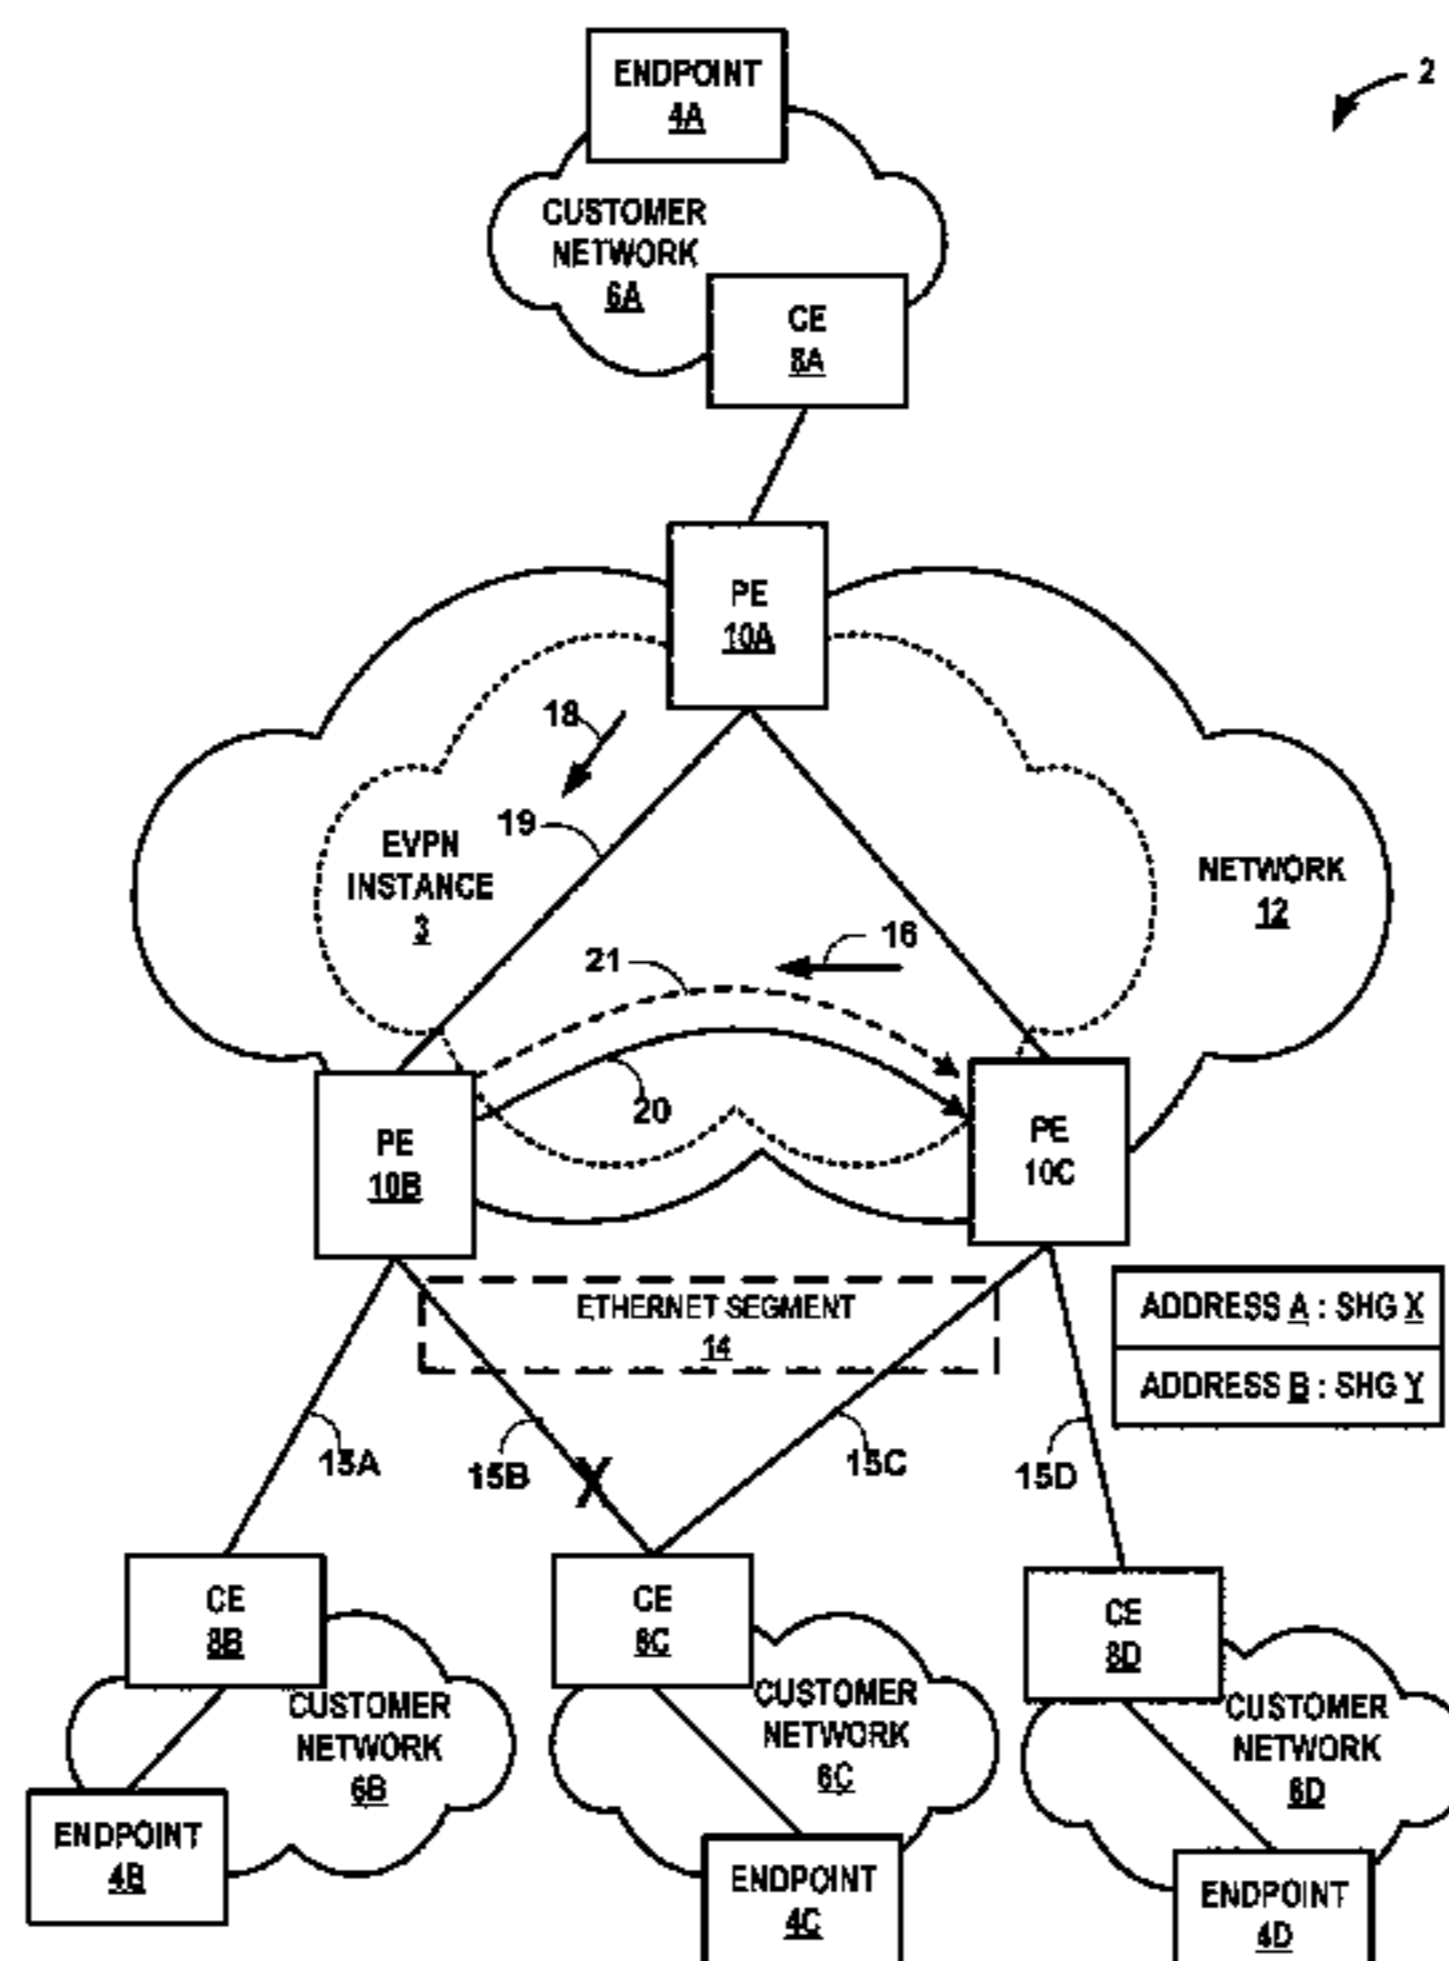 2
ENDPOINT
4A
CUSTOMER
NETWORK
6A
CE
8A
PE
10A
18
19
EVPN
INSTANCE
3
NETWORK
12
16
21
20
PE
10B
PE
10C
ETHERNET SEGMENT
14
ADDRESS A : SHG X
ADDRESS B : SHG Y
15A
15B
X
15C
15D
CE
8B
CUSTOMER
NETWORK
6B
ENDPOINT
4B
CE
8C
CUSTOMER
NETWORK
6C
ENDPOINT
4C
CE
8D
CUSTOMER
NETWORK
6D
ENDPOINT
4D